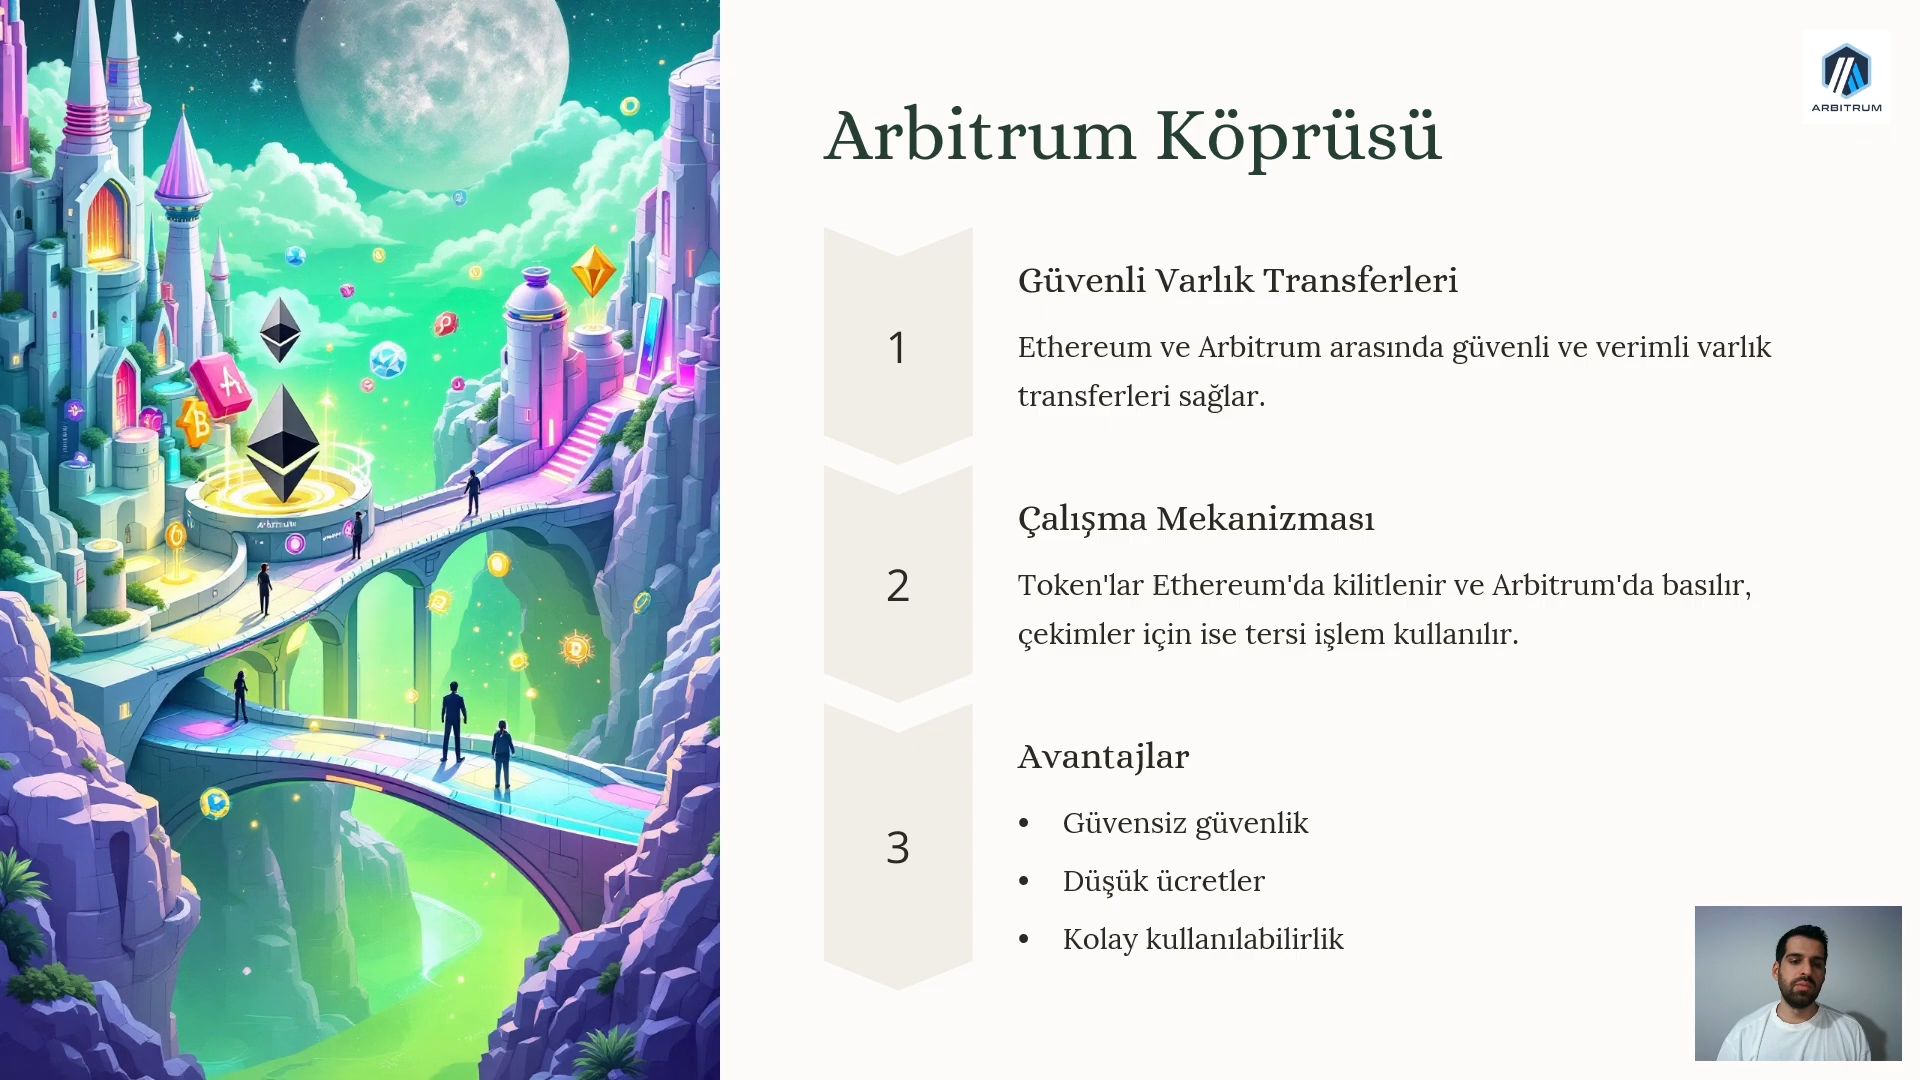 ARBITRUM
Arbitrum Köprüsü
1
Güvenli Varlık Transferleri
Ethereum ve Arbitrum arasında güvenli ve verimli varlık
transferleri sağlar.
2
Çalışma Mekanizması
Token'lar Ethereum'da kilitlenir ve Arbitrum'da basılır,
çekimler için ise tersi işlem kullanılır.
3
Avantajlar
• Güvensiz güvenlik
• Düşük ücretler
• Kolay kullanılabilirlik
A
B